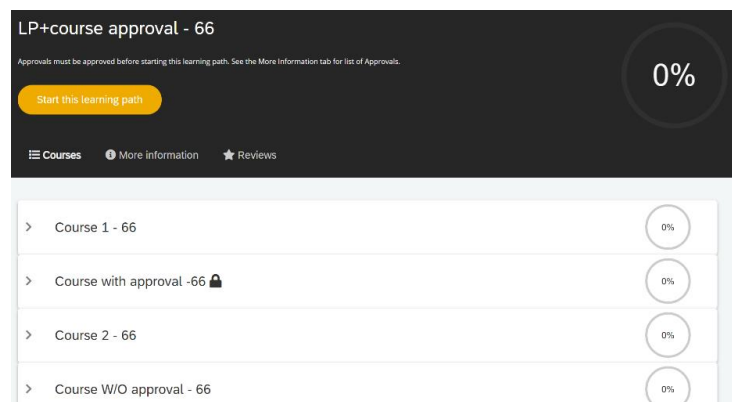 LP+course approval - 66
Approvals must be approved before starting this learning path. See the More Information tab for list of Approvals.
0%
Start this learning path
Courses More information Reviews
Course 1 - 66 0%
Course with approval -66 0%
Course 2 - 66 0%
Course W/O approval - 66 0%